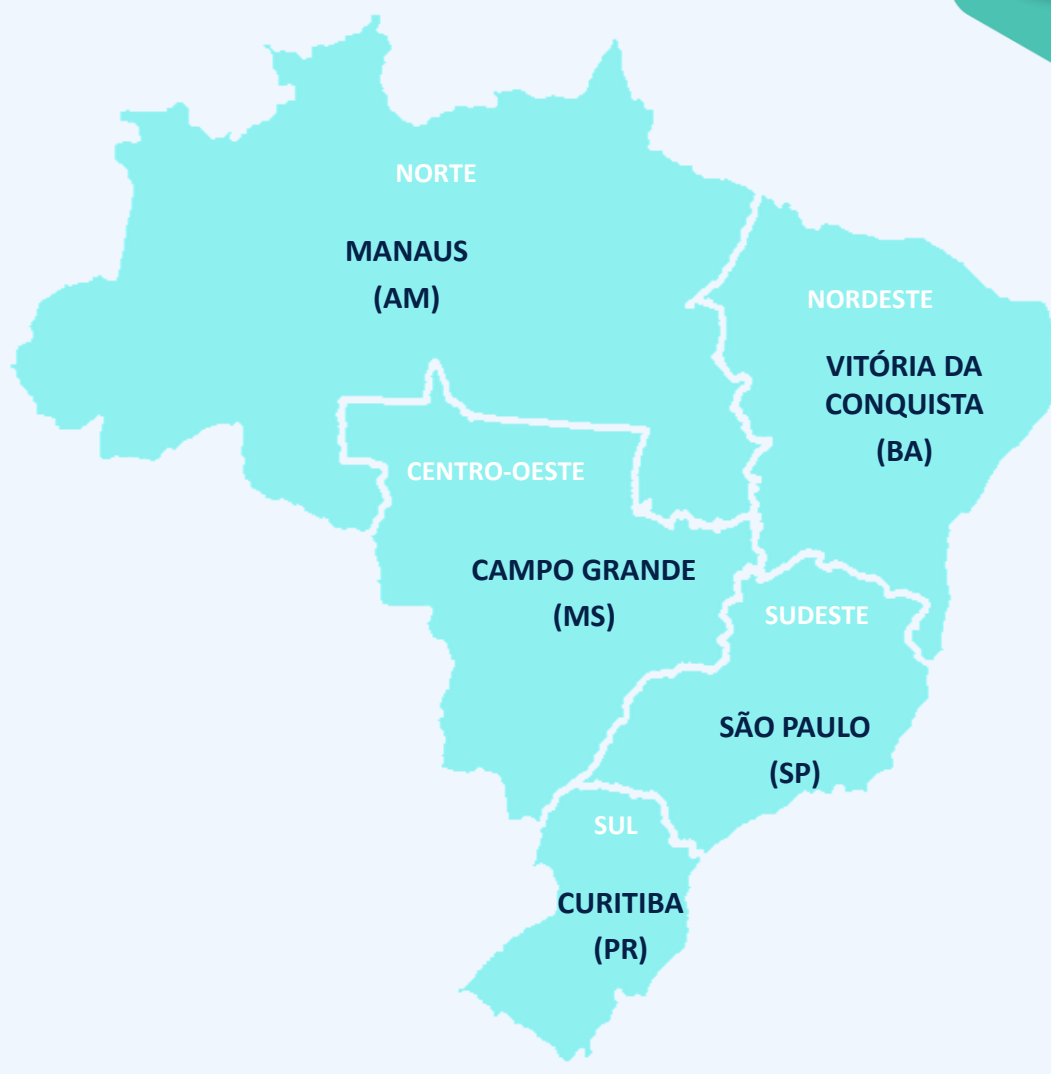 NORTE
MANAUS
(AM)
NORDESTE
VITÓRIA DA
CONQUISTA
(BA)
CENTRO-OESTE
CAMPO GRANDE
(MS)
SUDESTE
SÃO PAULO
(SP)
SUL
CURITIBA
(PR)